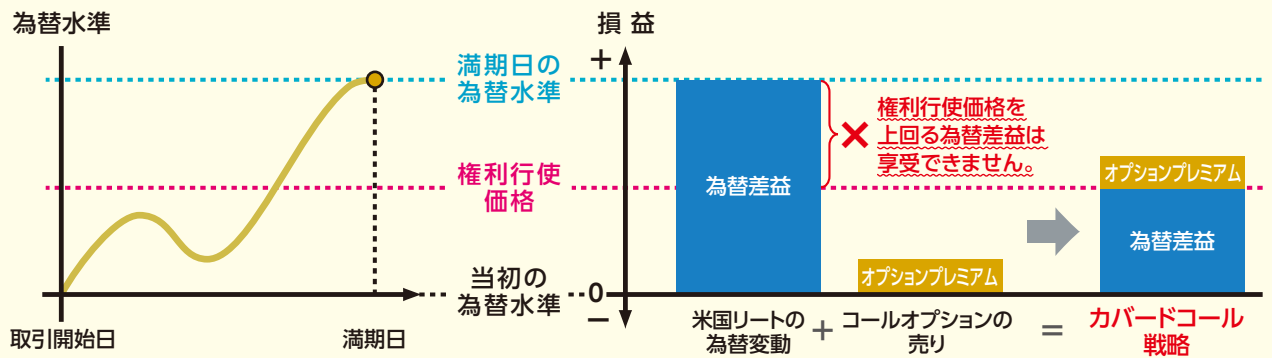 為替水準
取引開始日
満期日
満期日の
為替水準
権利行使
価格
当初の
為替水準
損益
+
0
−
為替差益
×
権利行使価格を
上回る為替差益は
享受できません。
オプションプレミアム
オプションプレミアム
為替差益
米国リートの
為替変動
+
コールオプションの
売り
=
カバードコール
戦略